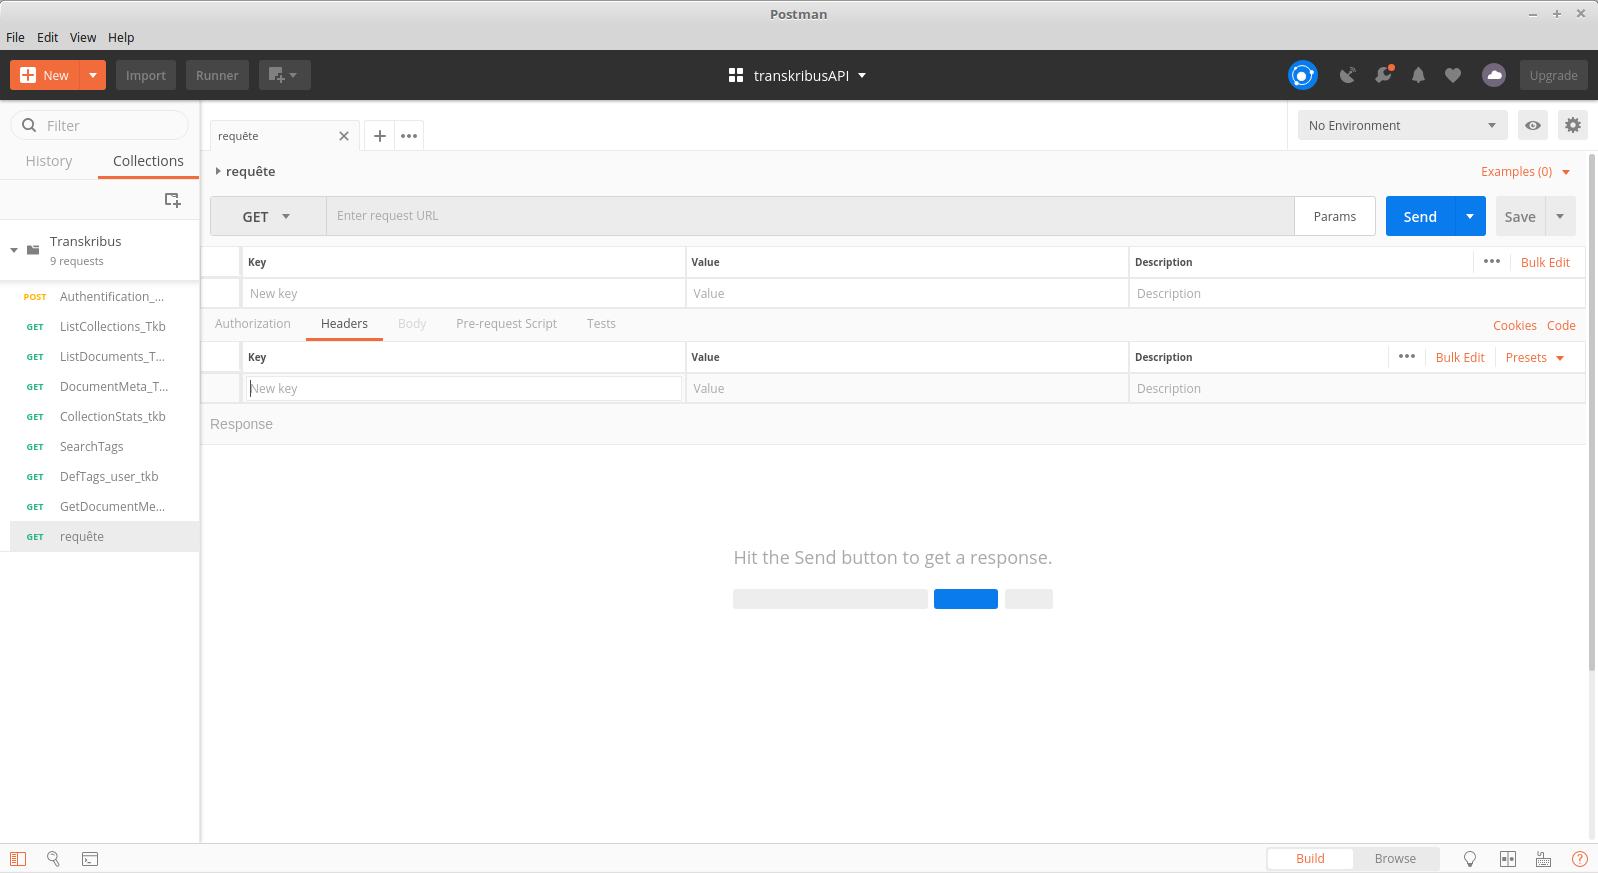 Postman
File Edit View Help
New Import Runner transkribusAPI Upgrade
Filter
History Collections
Transkribus
9 requests
POST Authentification_...
GET ListCollections_Tkb
GET ListDocuments_T...
GET DocumentMeta_T...
GET CollectionStats_tkb
GET SearchTags
GET DefTags_user_tkb
GET GetDocumentMe...
GET requête
requête
No Environment
requête
Examples (0)
GET Enter request URL Params Send Save
Key Value Description Bulk Edit
New key Value Description
Authorization Headers Body Pre-request Script Tests Cookies Code
Key Value Description Bulk Edit Presets
New key Value Description
Response
Hit the Send button to get a response.
Build Browse